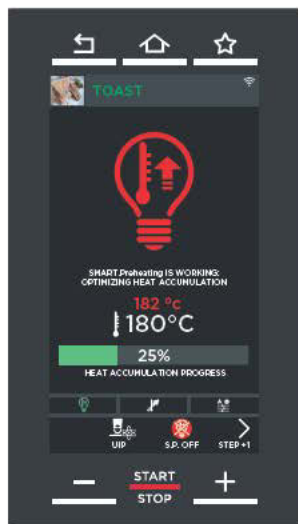 TOAST
SMART.Preheating IS WORKING:
OPTIMIZING HEAT ACCUMULATION
182 °c
180°C
25%
HEAT ACCUMULATION PROGRESS
UIP S.P. OFF STEP +1
START
STOP